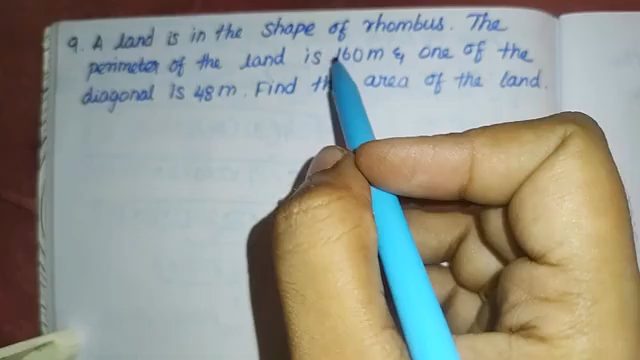 9. A land is in the shape of rhombus. The
perimeter of the land is 160m & one of the
diagonal is 48m. Find the area of the land.